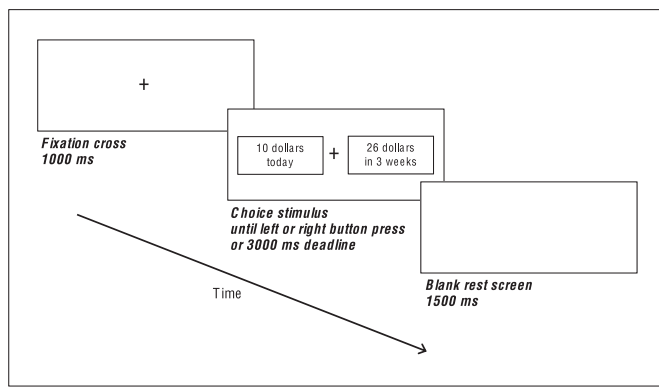 +
Fixation cross
1000 ms
10 dollars
today
+
26 dollars
in 3 weeks
Choice stimulus
until left or right button press
or 3000 ms deadline
Blank rest screen
1500 ms
Time